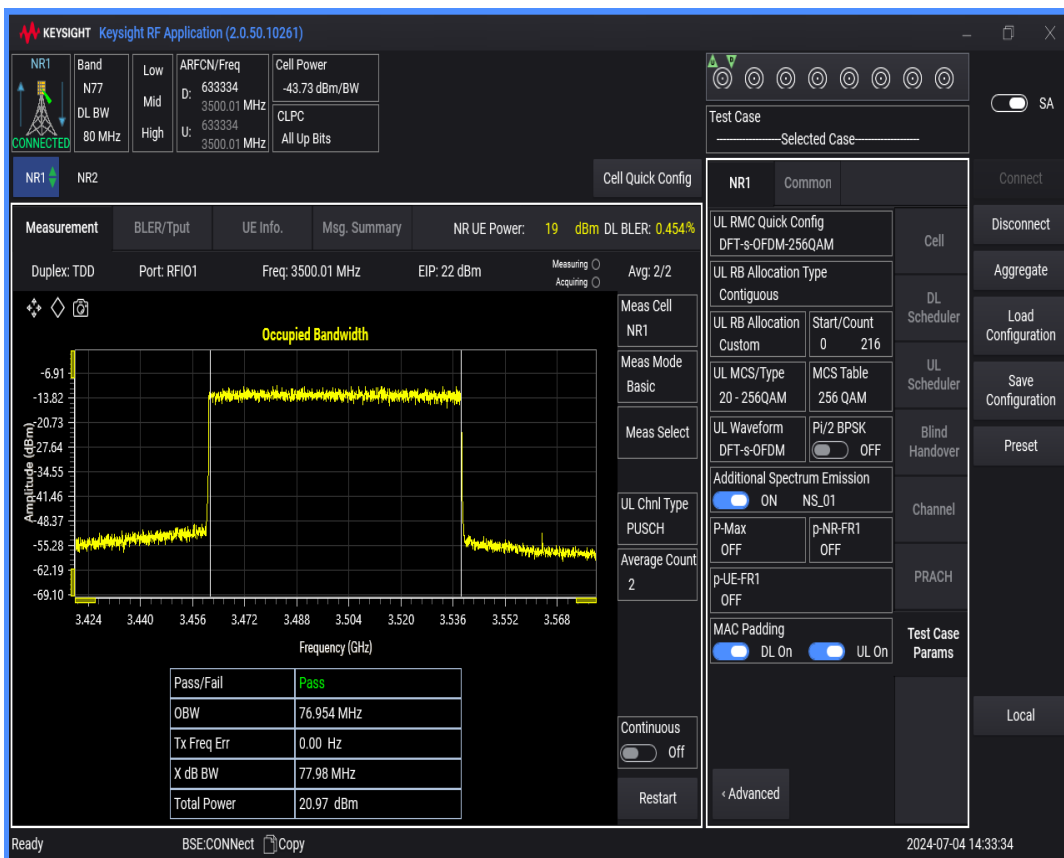 KEYSIGHT Keysight RF Application (2.0.50.10261)
NR1
CONNECTED
Band
N77
DL BW
80 MHz
Low
Mid
High
ARFCN/Freq
D: 633334
3500.01 MHz
U: 633334
3500.01 MHz
Cell Power
-43.73 dBm/BW
CLPC
All Up Bits
Test Case
Selected Case
SA
NR1 NR2 Cell Quick Config
Measurement BLER/Tput UE Info. Msg. Summary NR UE Power: 19 dBm DL BLER: 0.454%
Duplex: TDD Port: RFIO1 Freq: 3500.01 MHz EIP: 22 dBm Measuring Acquiring Avg: 2/2
Occupied Bandwidth
Amplitude (dBm)
-6.91
-13.82
-20.73
-27.64
-34.55
-41.46
-48.37
-55.28
-62.19
-69.10
3.424 3.440 3.456 3.472 3.488 3.504 3.520 3.536 3.552 3.568
Frequency (GHz)
Pass/Fail Pass
OBW 76.954 MHz
Tx Freq Err 0.00 Hz
X dB BW 77.98 MHz
Total Power 20.97 dBm
Meas Cell
NR1
Meas Mode
Basic
Meas Select
UL Chnl Type
PUSCH
Average Count
2
Continuous
Off
Restart
NR1 Common
UL RMC Quick Config
DFT-s-OFDM-256QAM
UL RB Allocation Type
Contiguous
UL RB Allocation
Custom
Start/Count
0 216
UL MCS/Type
20 - 256QAM
MCS Table
256 QAM
UL Waveform
DFT-s-OFDM
Pi/2 BPSK
OFF
Additional Spectrum Emission
ON NS_01
P-Max
OFF
p-NR-FR1
OFF
p-UE-FR1
OFF
MAC Padding
DL On UL On
‹ Advanced
Cell
DL
Scheduler
UL
Scheduler
Blind
Handover
Channel
PRACH
Test Case
Params
Connect
Disconnect
Aggregate
Load
Configuration
Save
Configuration
Preset
Local
Ready BSE:CONNect Copy 2024-07-04 14:33:34